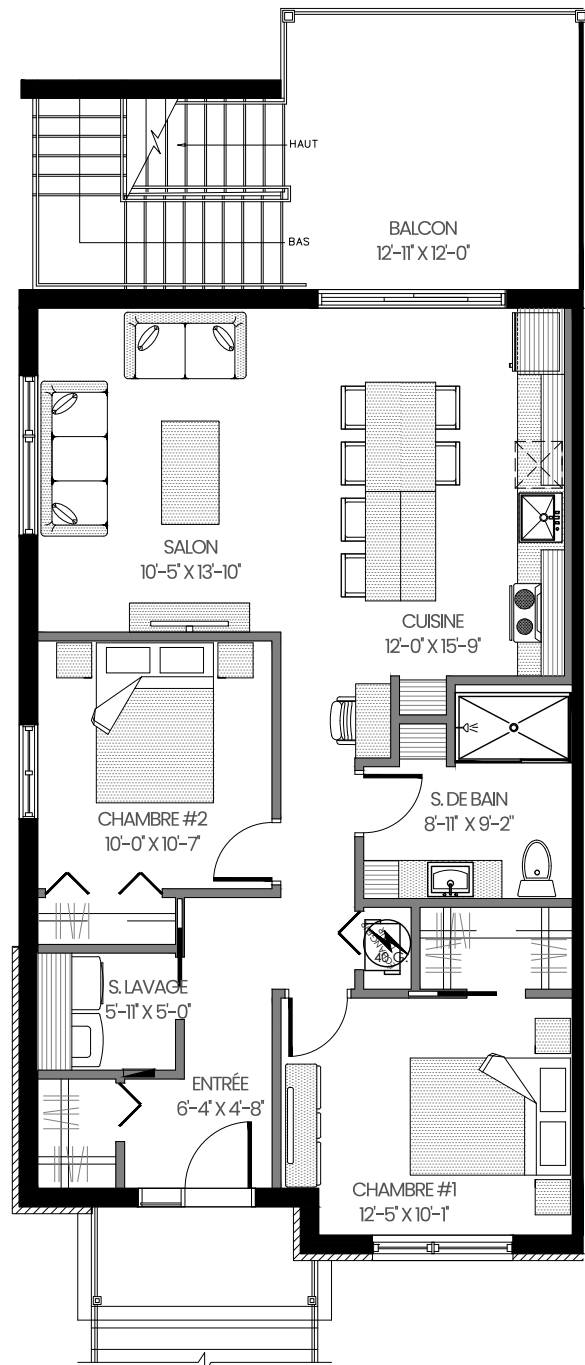 HAUT
BALCON
12'-11" X 12'-0"
BAS
SALON
10'-5" X 13'-10"
CUISINE
12'-0" X 15'-9"
S. DE BAIN
8'-11" X 9'-2"
CHAMBRE #2
10'-0" X 10'-7"
S. LAVAGE
5'-11" X 5'-0"
ENTRÉE
6'-4" X 4'-8"
CHAMBRE #1
12'-5" X 10'-1"